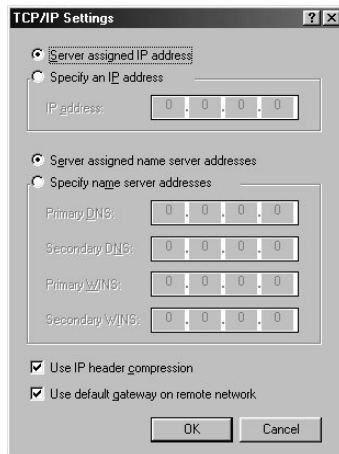 TCP/IP Settings
Server assigned IP address
Specify an IP address
IP address: 0 . 0 . 0 . 0
Server assigned name server addresses
Specify name server addresses
Primary DNS: 0 . 0 . 0 . 0
Secondary DNS: 0 . 0 . 0 . 0
Primary WINS: 0 . 0 . 0 . 0
Secondary WINS: 0 . 0 . 0 . 0
Use IP header compression
Use default gateway on remote network
OK Cancel